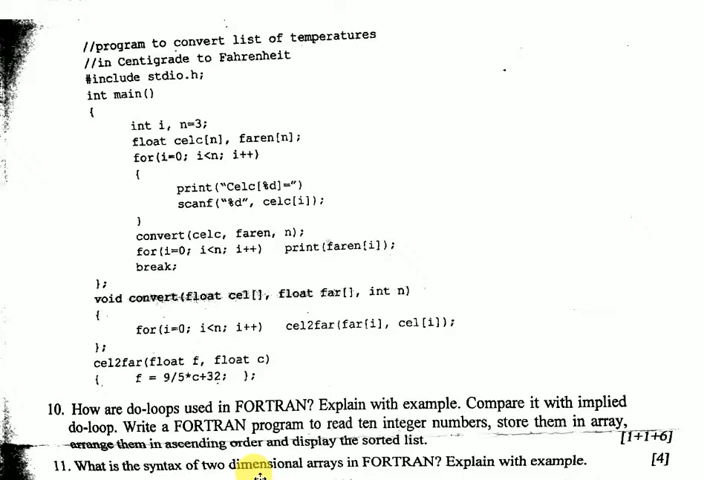 //program to convert list of temperatures
//in Centigrade to Fahrenheit
#include stdio.h;
int main()
{
int i, n=3;
float celc[n], faren[n];
for(i=0; i<n; i++)
{
print("Celc[%d]=")
scanf("%d", celc[i]);
}
convert(celc, faren, n);
for(i=0; i<n; i++) print(faren[i]);
break;
};
void convert(float cel[], float far[], int n)
{
for(i=0; i<n; i++) cel2far(far[i], cel[i]);
};
cel2far(float f, float c)
{ f = 9/5*c+32; };
10. How are do-loops used in FORTRAN? Explain with example. Compare it with implied
do-loop. Write a FORTRAN program to read ten integer numbers, store them in array,
arrange them in ascending order and display the sorted list. [1+1+6]
11. What is the syntax of two dimensional arrays in FORTRAN? Explain with example. [4]